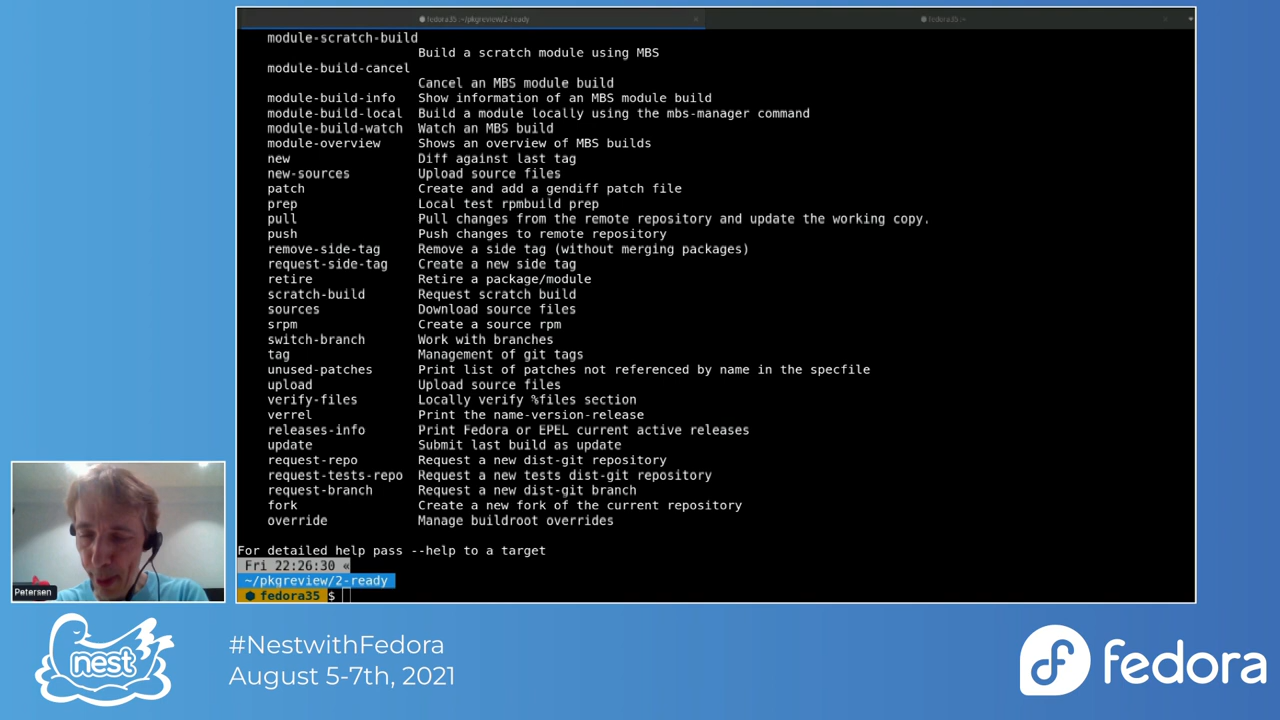 fedora35 :~/pkgreview/2-ready
fedora35 :~
module-scratch-build
Build a scratch module using MBS
module-build-cancel
Cancel an MBS module build
module-build-info Show information of an MBS module build
module-build-local Build a module locally using the mbs-manager command
module-build-watch Watch an MBS build
module-overview Shows an overview of MBS builds
new Diff against last tag
new-sources Upload source files
patch Create and add a gendiff patch file
prep Local test rpmbuild prep
pull Pull changes from the remote repository and update the working copy.
push Push changes to remote repository
remove-side-tag Remove a side tag (without merging packages)
request-side-tag Create a new side tag
retire Retire a package/module
scratch-build Request scratch build
sources Download source files
srpm Create a source rpm
switch-branch Work with branches
tag Management of git tags
unused-patches Print list of patches not referenced by name in the specfile
upload Upload source files
verify-files Locally verify %files section
verrel Print the name-version-release
releases-info Print Fedora or EPEL current active releases
update Submit last build as update
request-repo Request a new dist-git repository
request-tests-repo Request a new tests dist-git repository
request-branch Request a new dist-git branch
fork Create a new fork of the current repository
override Manage buildroot overrides
For detailed help pass --help to a target
Fri 22:26:30 «
~/pkgreview/2-ready
fedora35 $
Petersen
nest
#NestwithFedora
August 5-7th, 2021
fedora